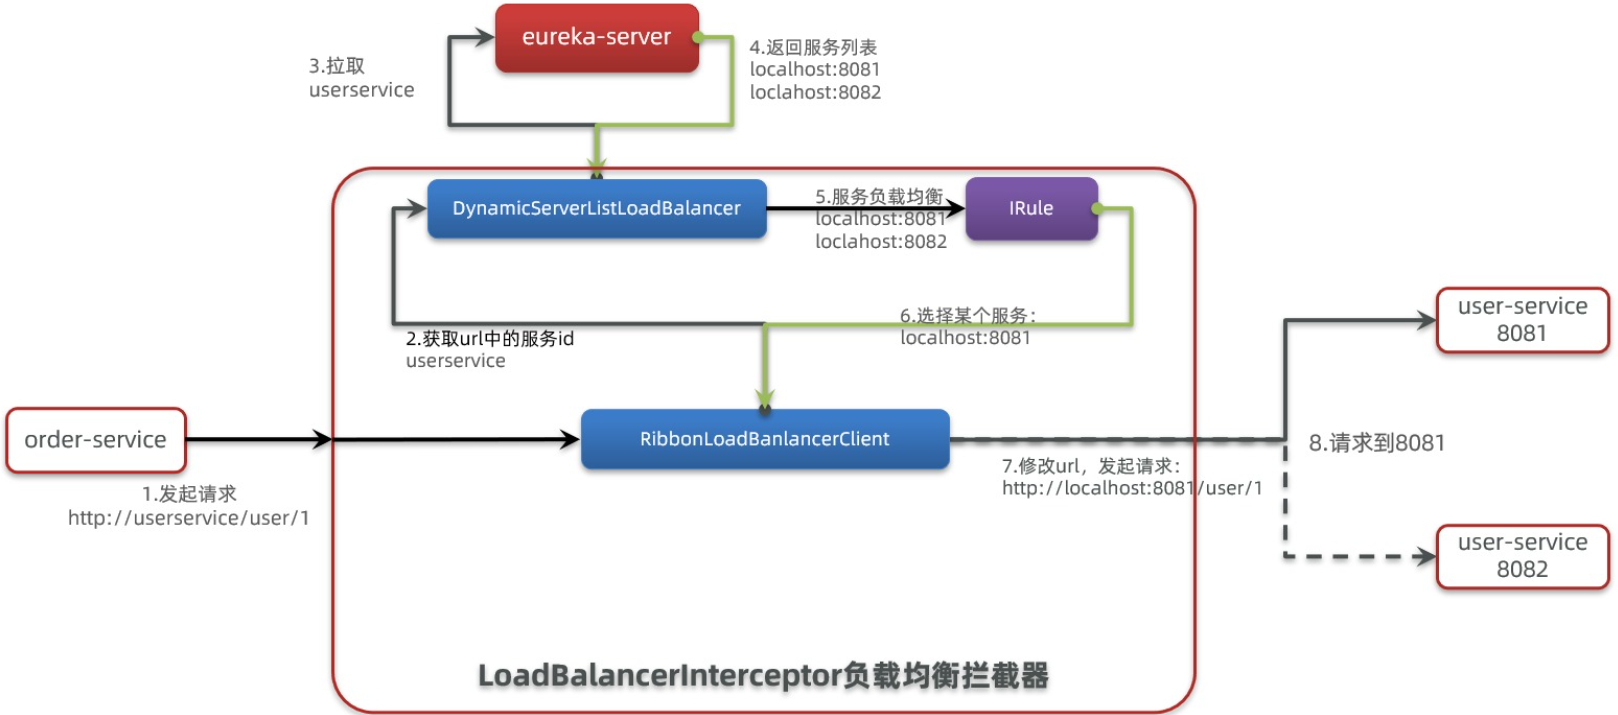 eureka-server
3.拉取
userservice
4.返回服务列表
localhost:8081
loclahost:8082
DynamicServerListLoadBalancer
5.服务负载均衡
localhost:8081
loclahost:8082
IRule
2.获取url中的服务id
userservice
6.选择某个服务：
localhost:8081
order-service
1.发起请求
http://userservice/user/1
RibbonLoadBanlancerClient
7.修改url，发起请求：
http://localhost:8081/user/1
user-service
8081
8.请求到8081
user-service
8082
LoadBalancerInterceptor负载均衡拦截器